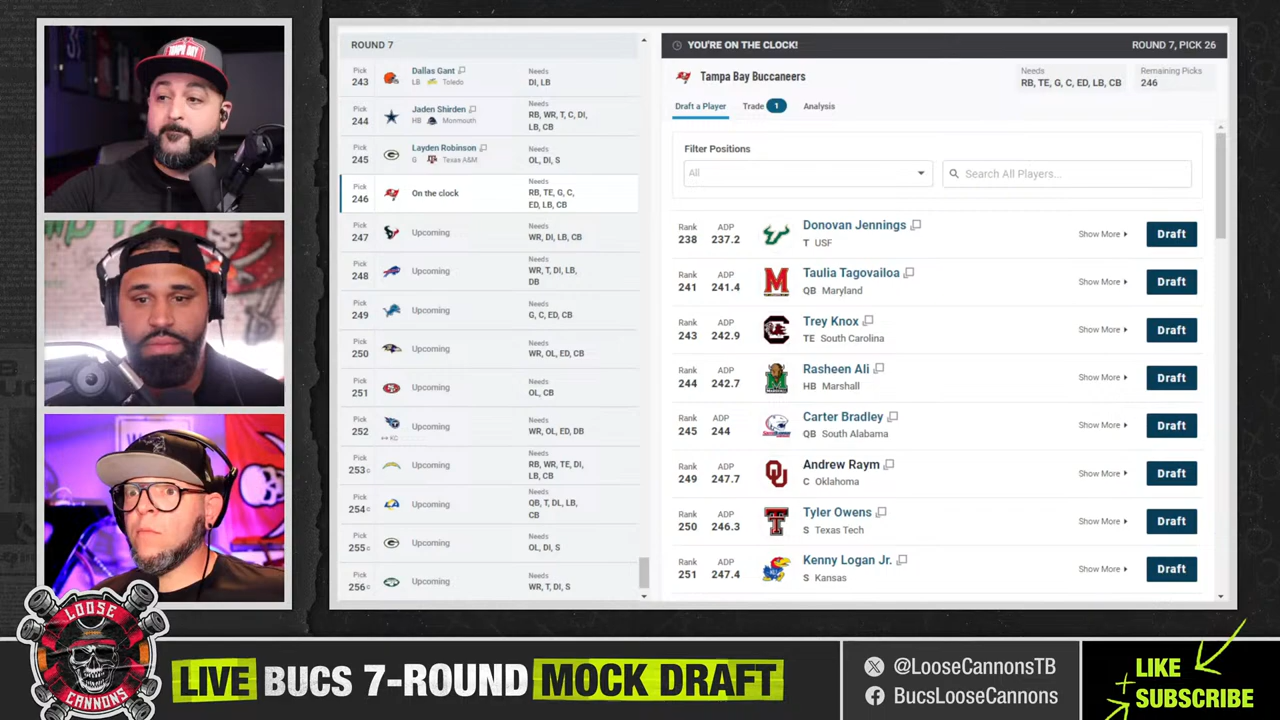 ROUND 7
Pick 243
Dallas Gant
LB Toledo
Needs
DI, LB
Pick 244
Jaden Shirden
HB Monmouth
Needs
RB, WR, T, C, DI,
LB, CB
Pick 245
Layden Robinson
G Texas A&M
Needs
OL, DI, S
Pick 246
On the clock
Needs
RB, TE, G, C,
ED, LB, CB
Pick 247
Upcoming
Needs
WR, DI, LB, CB
Pick 248
Upcoming
Needs
WR, T, DI, LB,
DB
Pick 249
Upcoming
Needs
G, C, ED, CB
Pick 250
Upcoming
Needs
WR, OL, ED, CB
Pick 251
Upcoming
Needs
OL, CB
Pick 252
KC
Upcoming
Needs
WR, OL, ED, DB
Pick 253 c
Upcoming
Needs
RB, WR, TE, DI,
LB, CB
Pick 254 c
Upcoming
Needs
QB, T, DL, LB,
CB
Pick 255 c
Upcoming
Needs
OL, DI, S
Pick 256 c
Upcoming
Needs
WR, T, DI, S
YOU'RE ON THE CLOCK!
ROUND 7, PICK 26
Tampa Bay Buccaneers
Needs
RB, TE, G, C, ED, LB, CB
Remaining Picks
246
Draft a Player
Trade 1
Analysis
Filter Positions
All
Search All Players...
Rank 238
ADP 237.2
Donovan Jennings
T USF
Show More
Draft
Rank 241
ADP 241.4
Taulia Tagovailoa
QB Maryland
Show More
Draft
Rank 243
ADP 242.9
Trey Knox
TE South Carolina
Show More
Draft
Rank 244
ADP 242.7
Rasheen Ali
HB Marshall
Show More
Draft
Rank 245
ADP 244
Carter Bradley
QB South Alabama
Show More
Draft
Rank 249
ADP 247.7
Andrew Raym
C Oklahoma
Show More
Draft
Rank 250
ADP 246.3
Tyler Owens
S Texas Tech
Show More
Draft
Rank 251
ADP 247.4
Kenny Logan Jr.
S Kansas
Show More
Draft
LOOSE
CANNONS
LIVE BUCS 7-ROUND MOCK DRAFT
@LooseCannonsTB
BucsLooseCannons
LIKE
+ SUBSCRIBE